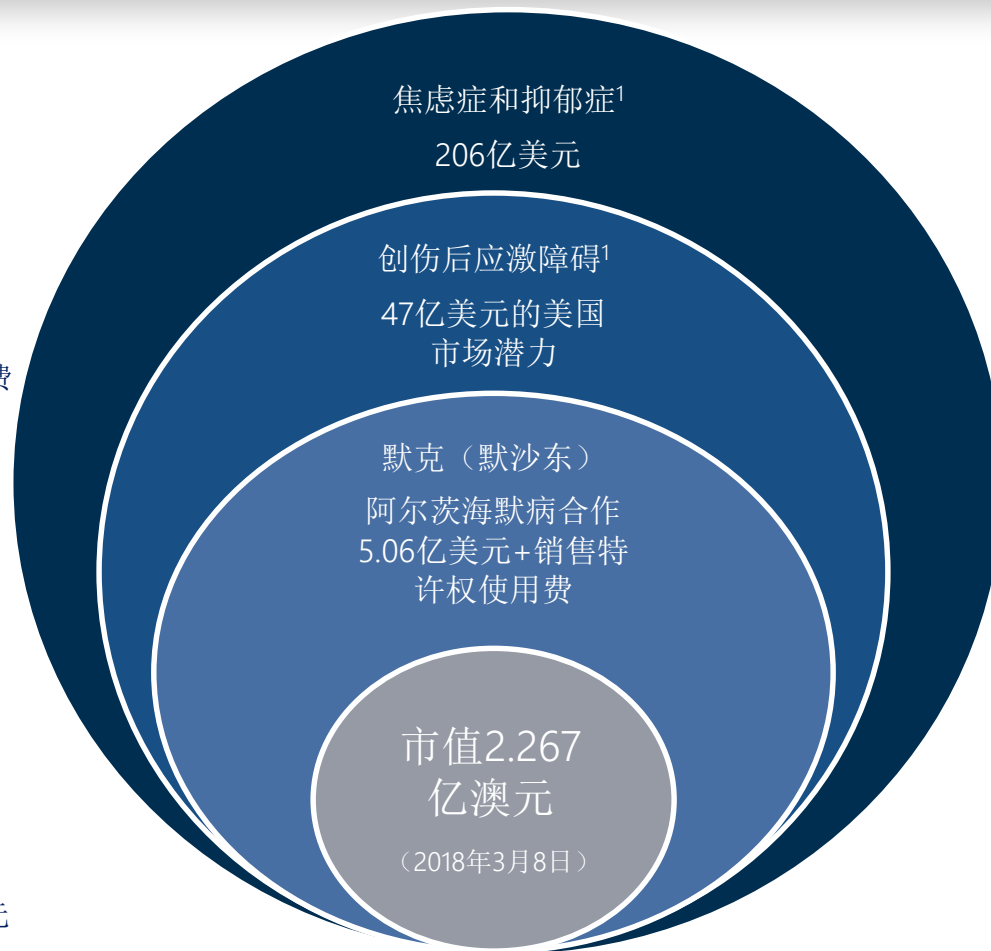 焦虑症和抑郁症1
206亿美元
创伤后应激障碍1
47亿美元的美国
市场潜力
费
默克（默沙东）
阿尔茨海默病合作
5.06亿美元+销售特
许权使用费
市值2.267
亿澳元
（2018年3月8日）
元